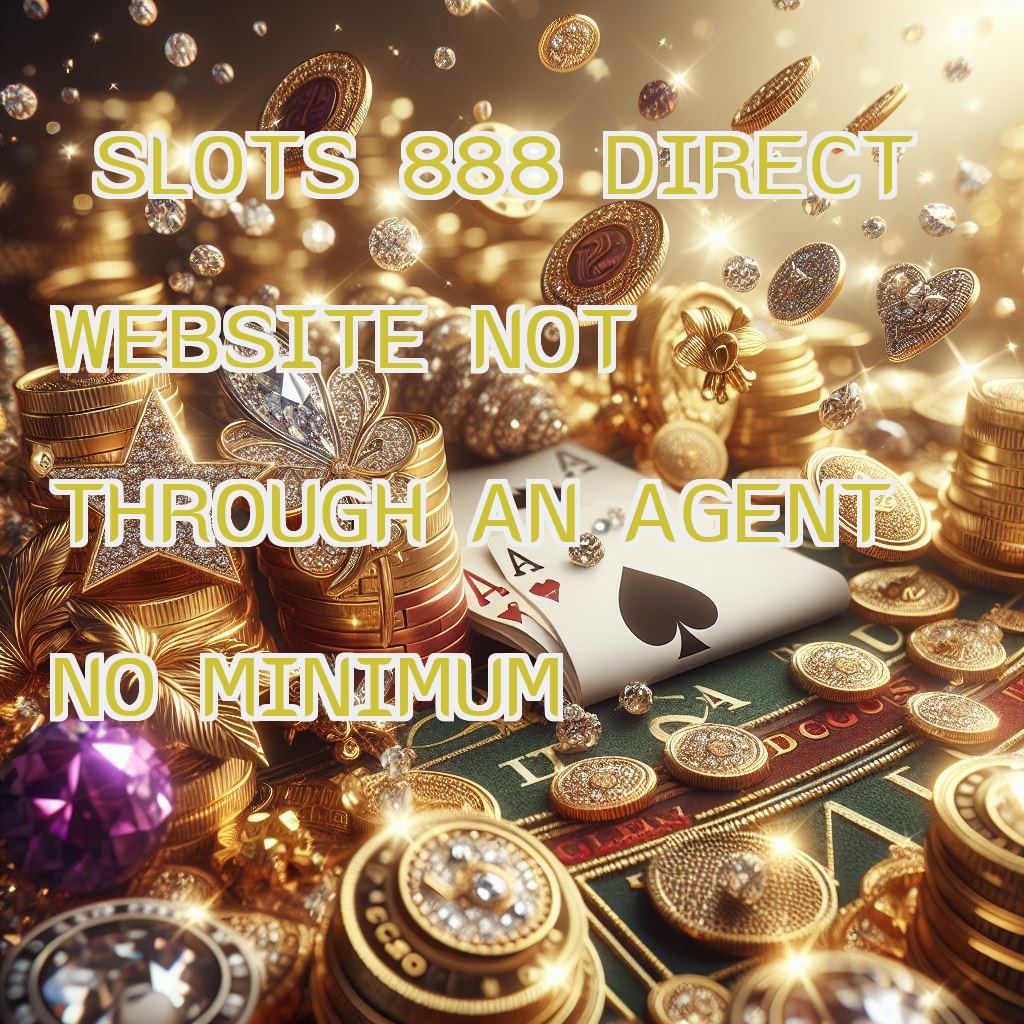 SLOTS 888 DIRECT
WEBSITE NOT
THROUGH AN AGENT
NO MINIMUM
A
A
A